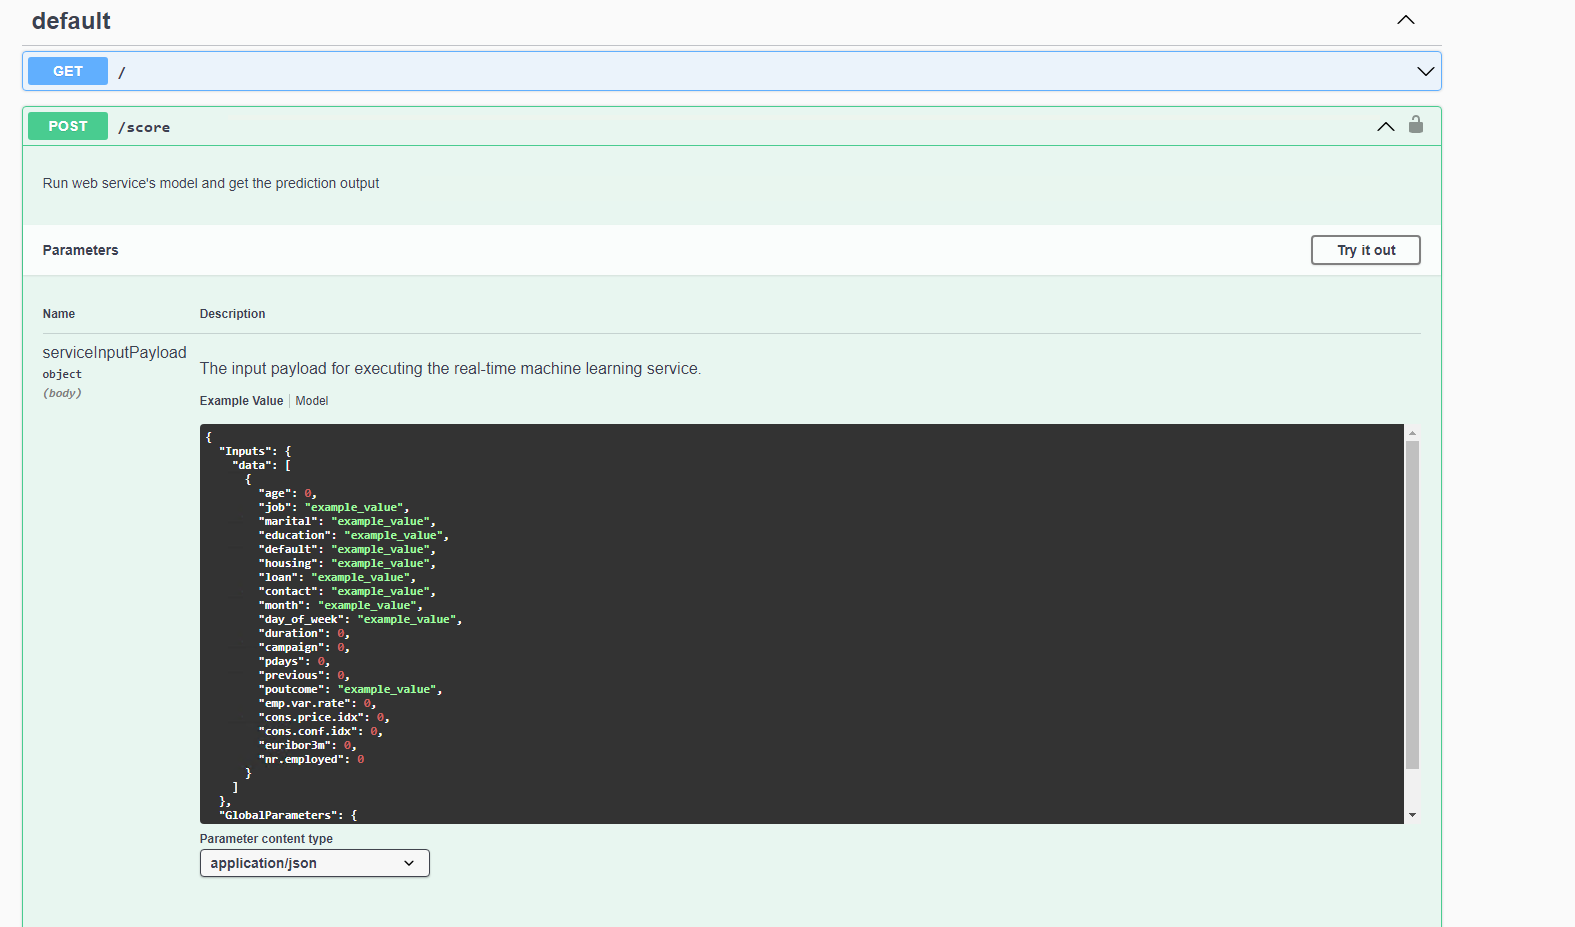 default
GET /
POST /score
Run web service's model and get the prediction output
Parameters
Try it out
Name Description
serviceInputPayload
object
(body)
The input payload for executing the real-time machine learning service.
Example Value Model
{
"Inputs": {
"data": [
{
"age": 0,
"job": "example_value",
"marital": "example_value",
"education": "example_value",
"default": "example_value",
"housing": "example_value",
"loan": "example_value",
"contact": "example_value",
"month": "example_value",
"day_of_week": "example_value",
"duration": 0,
"campaign": 0,
"pdays": 0,
"previous": 0,
"poutcome": "example_value",
"emp.var.rate": 0,
"cons.price.idx": 0,
"cons.conf.idx": 0,
"euribor3m": 0,
"nr.employed": 0
}
]
},
"GlobalParameters": {
Parameter content type
application/json